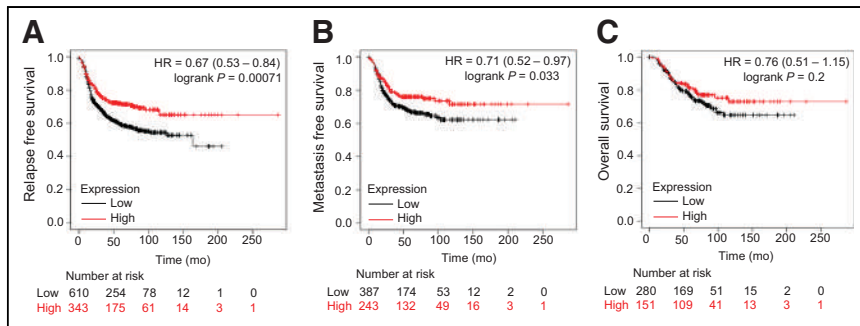 A
HR = 0.67 (0.53 – 0.84)
logrank P = 0.00071
Relapse free survival
1.0
0.8
0.6
0.4
0.2
0.0
Expression
Low
High
0 50 100 150 200 250
Time (mo)
Number at risk
Low 610 254 78 12 1 0
High 343 175 61 14 3 1
B
HR = 0.71 (0.52 – 0.97)
logrank P = 0.033
Metastasis free survival
1.0
0.8
0.6
0.4
0.2
0.0
Expression
Low
High
0 50 100 150 200 250
Time (mo)
Number at risk
Low 387 174 53 12 2 0
High 243 132 49 16 3 1
C
HR = 0.76 (0.51 - 1.15)
logrank P = 0.2
Overall survival
1.0
0.8
0.6
0.4
0.2
0.0
Expression
Low
High
0 50 100 150 200 250
Time (mo)
Number at risk
Low 280 169 51 15 2 0
High 151 109 41 13 3 1